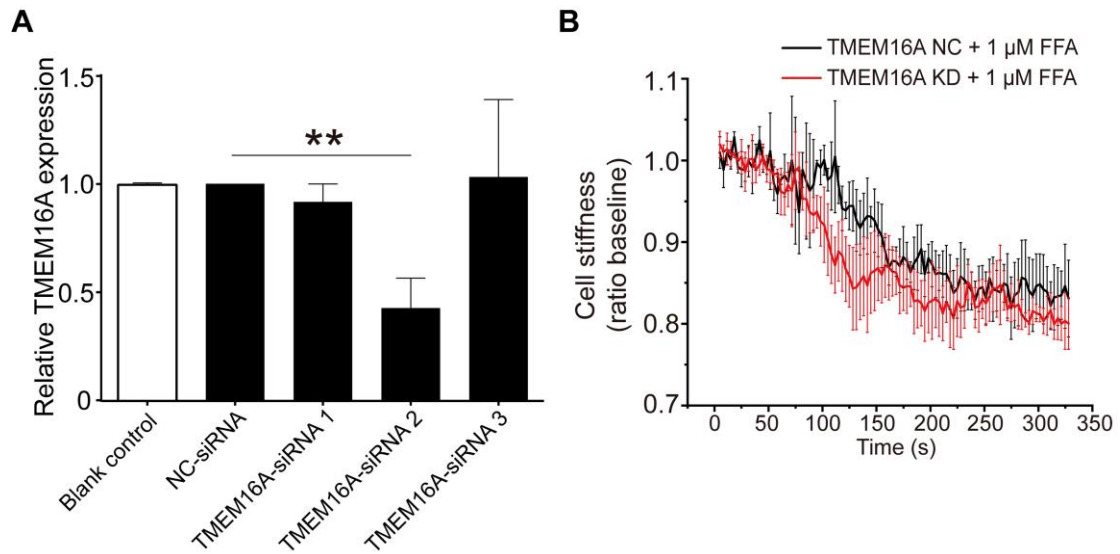 A
Relative TMEM16A expression
1.5
1.0
0.5
0
**
Blank control
NC-siRNA
TMEM16A-siRNA 1
TMEM16A-siRNA 2
TMEM16A-siRNA 3
B
TMEM16A NC + 1 µM FFA
TMEM16A KD + 1 µM FFA
Cell stiffness
(ratio baseline)
1.1
1.0
0.9
0.8
0.7
0 50 100 150 200 250 300 350
Time (s)